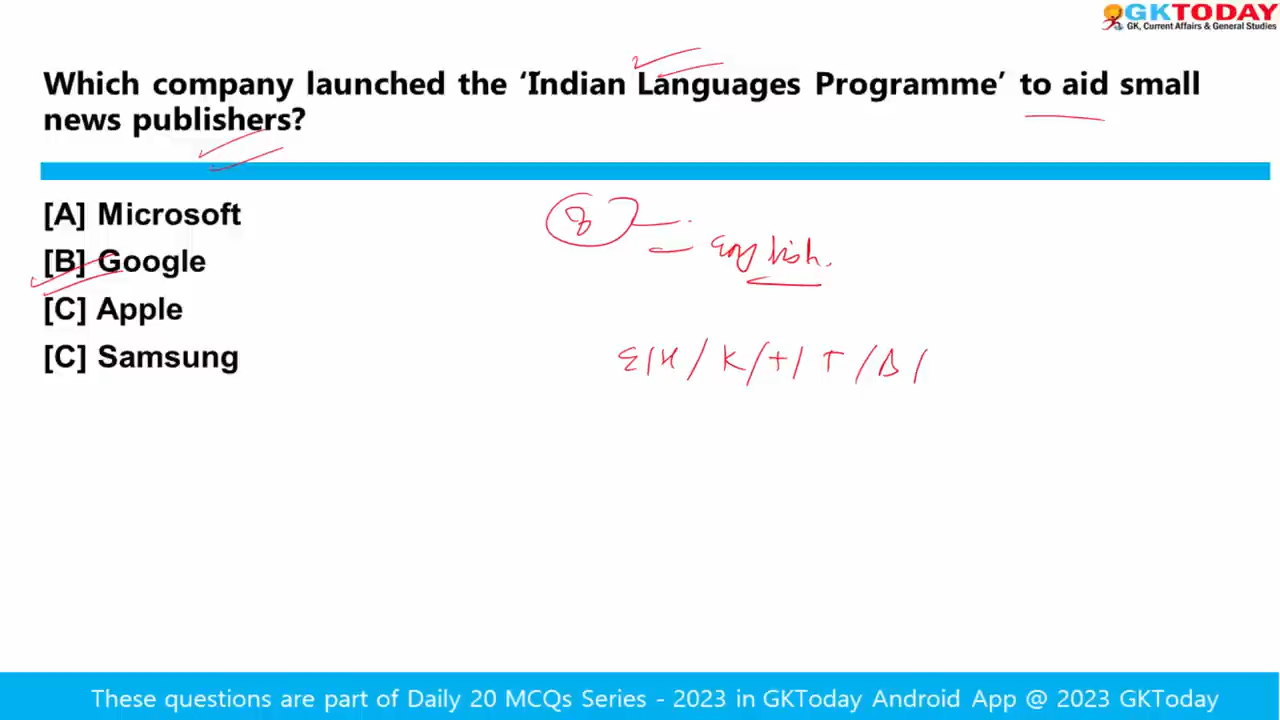 GKTODAY
GK, Current Affairs & General Studies
Which company launched the ‘Indian Languages Programme’ to aid small
news publishers?
[A] Microsoft
[B] Google
[C] Apple
[C] Samsung
8
English.
E/H/K/T/T/B/
These questions are part of Daily 20 MCQs Series - 2023 in GKToday Android App @ 2023 GKToday